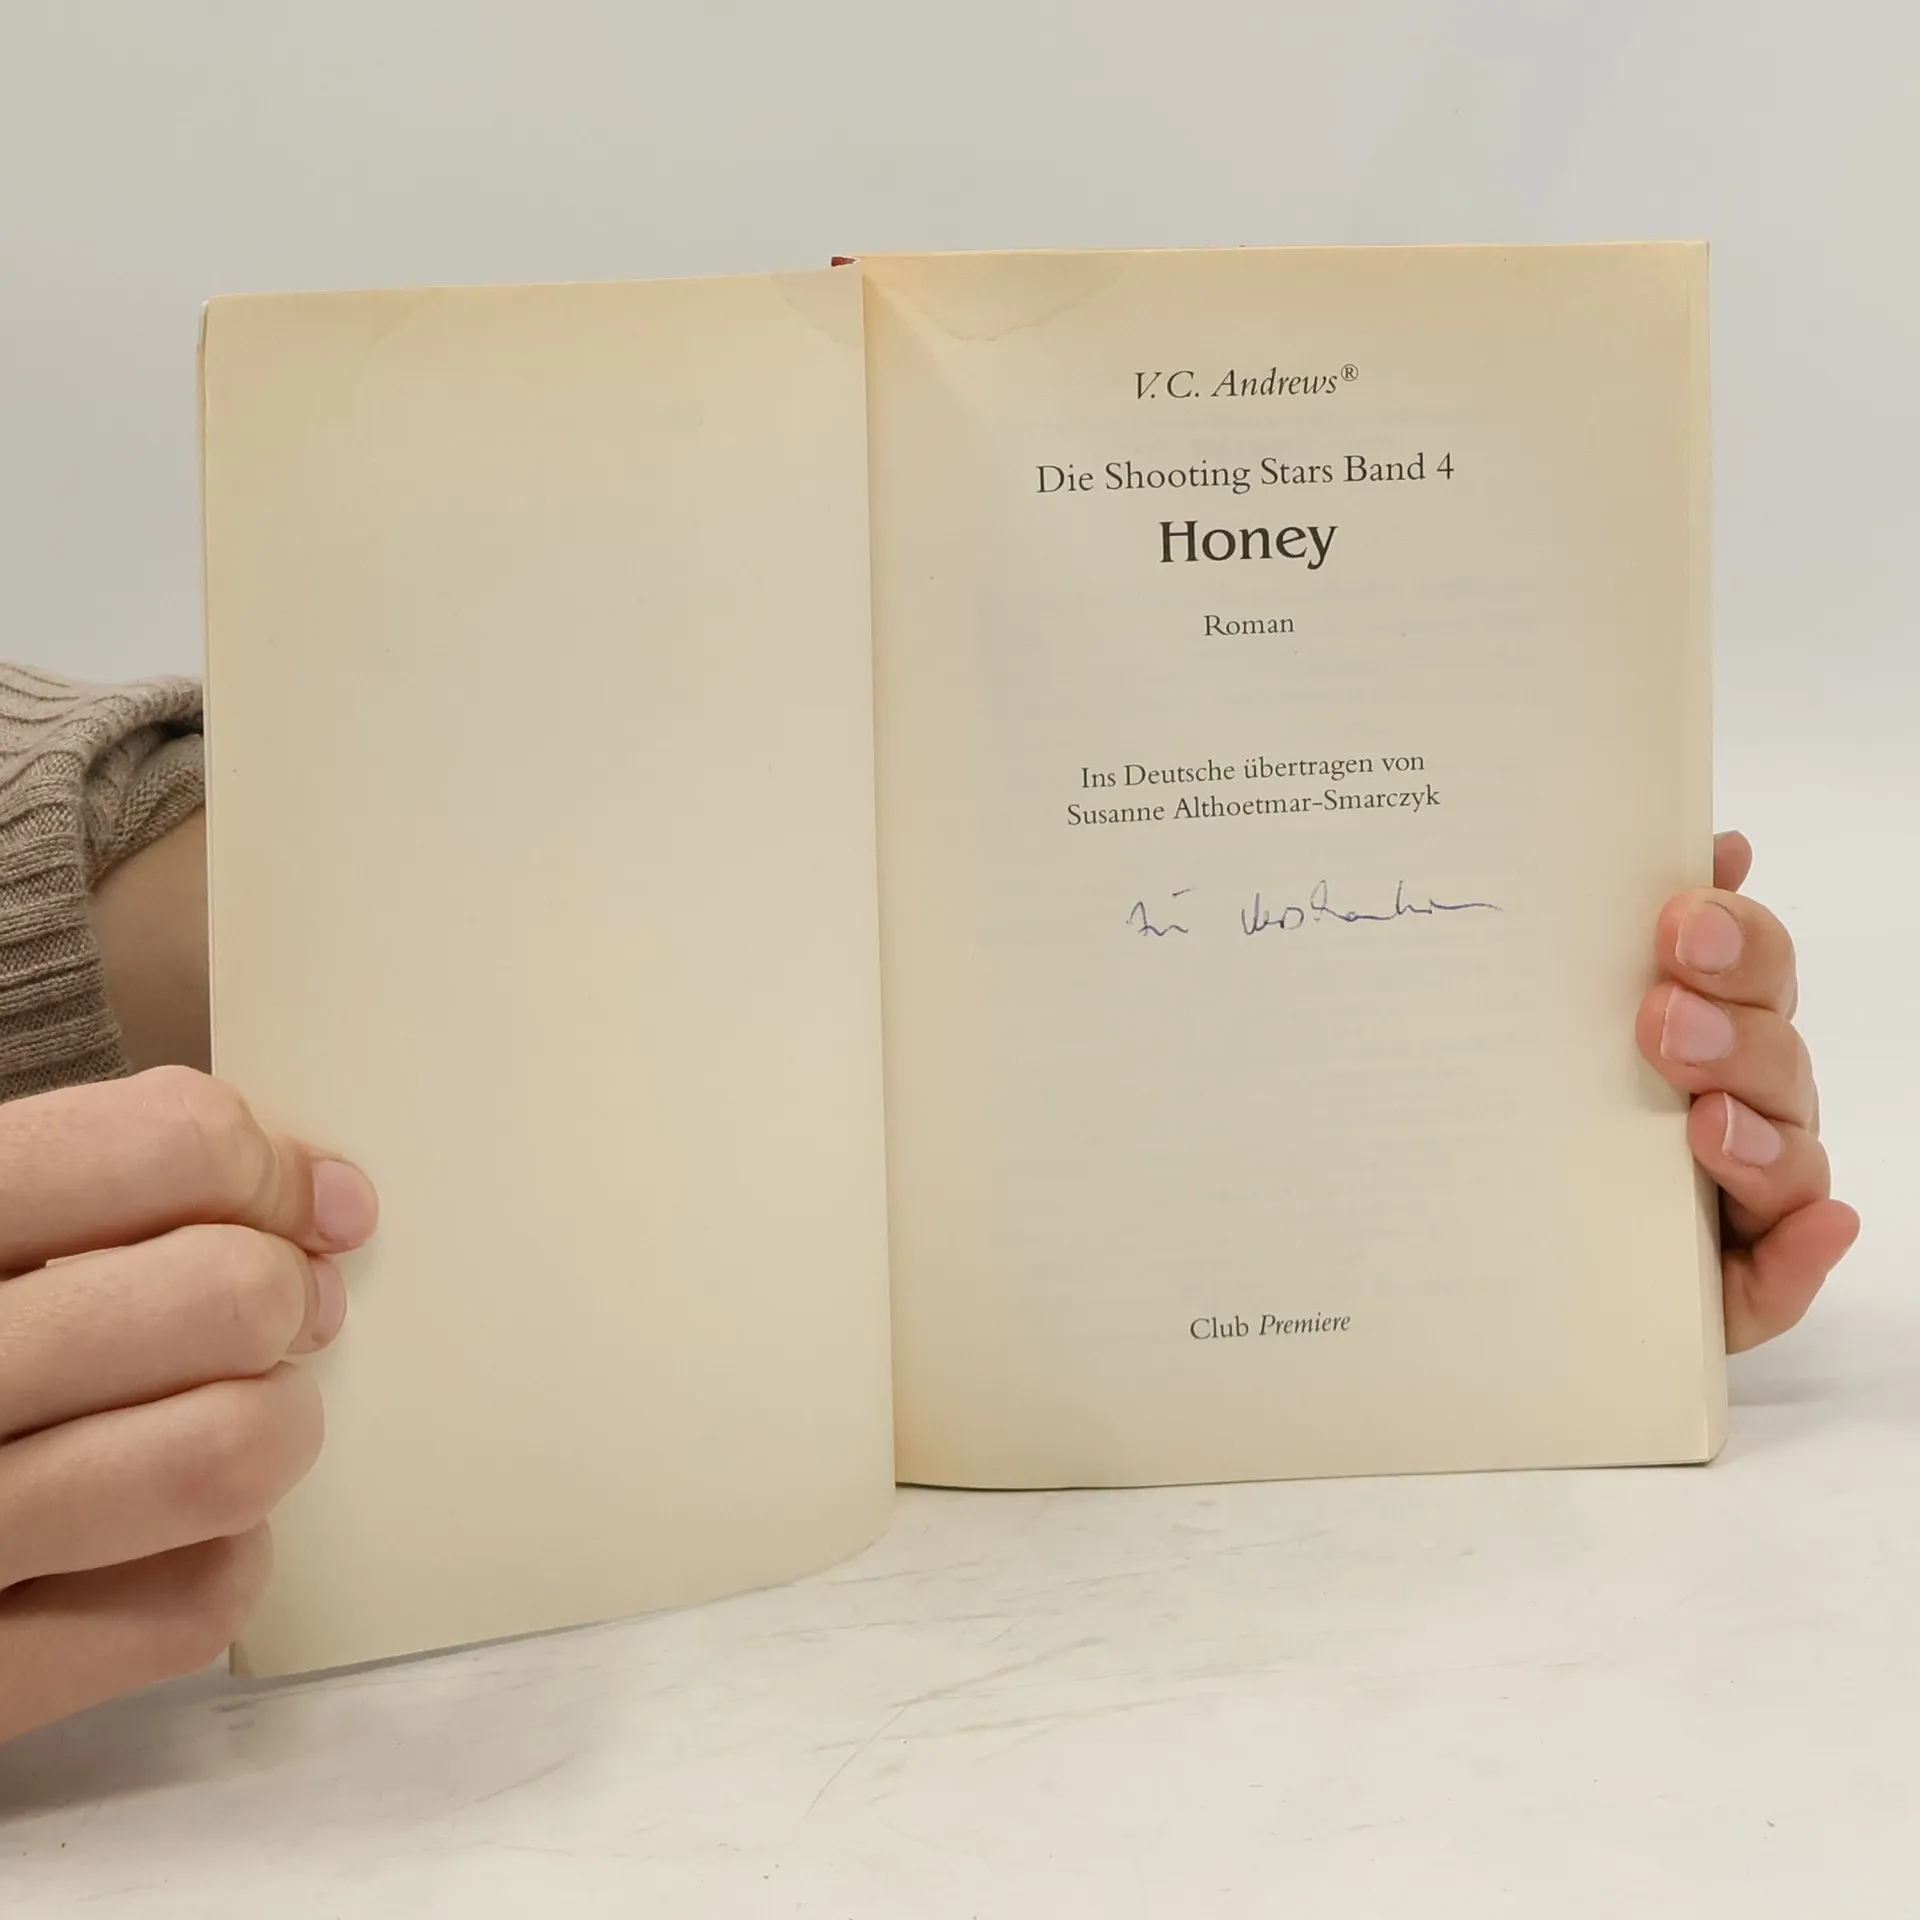 V. C. Andrews®
Die Shooting Stars Band 4
Honey
Roman
Ins Deutsche übertragen von
Susanne Althoetmar-Smarczyk
Club Premiere